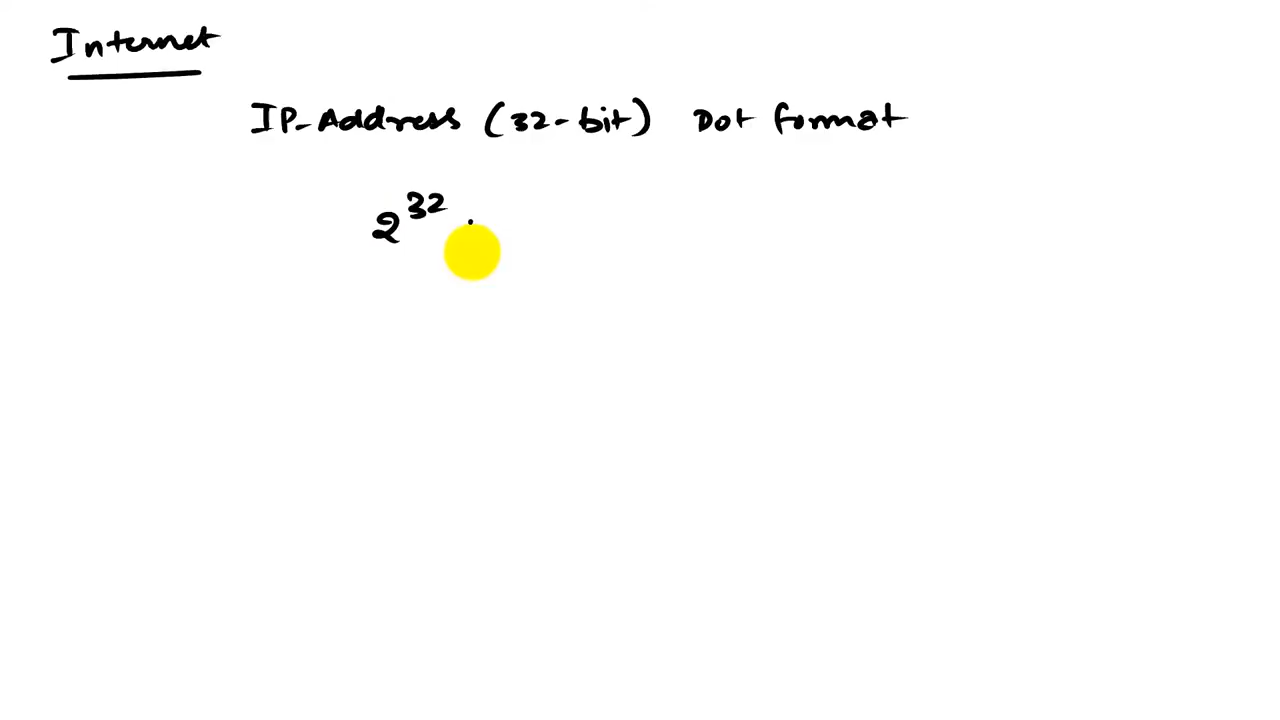 Internet
IP-Address (32-bit) Dot format
2^32